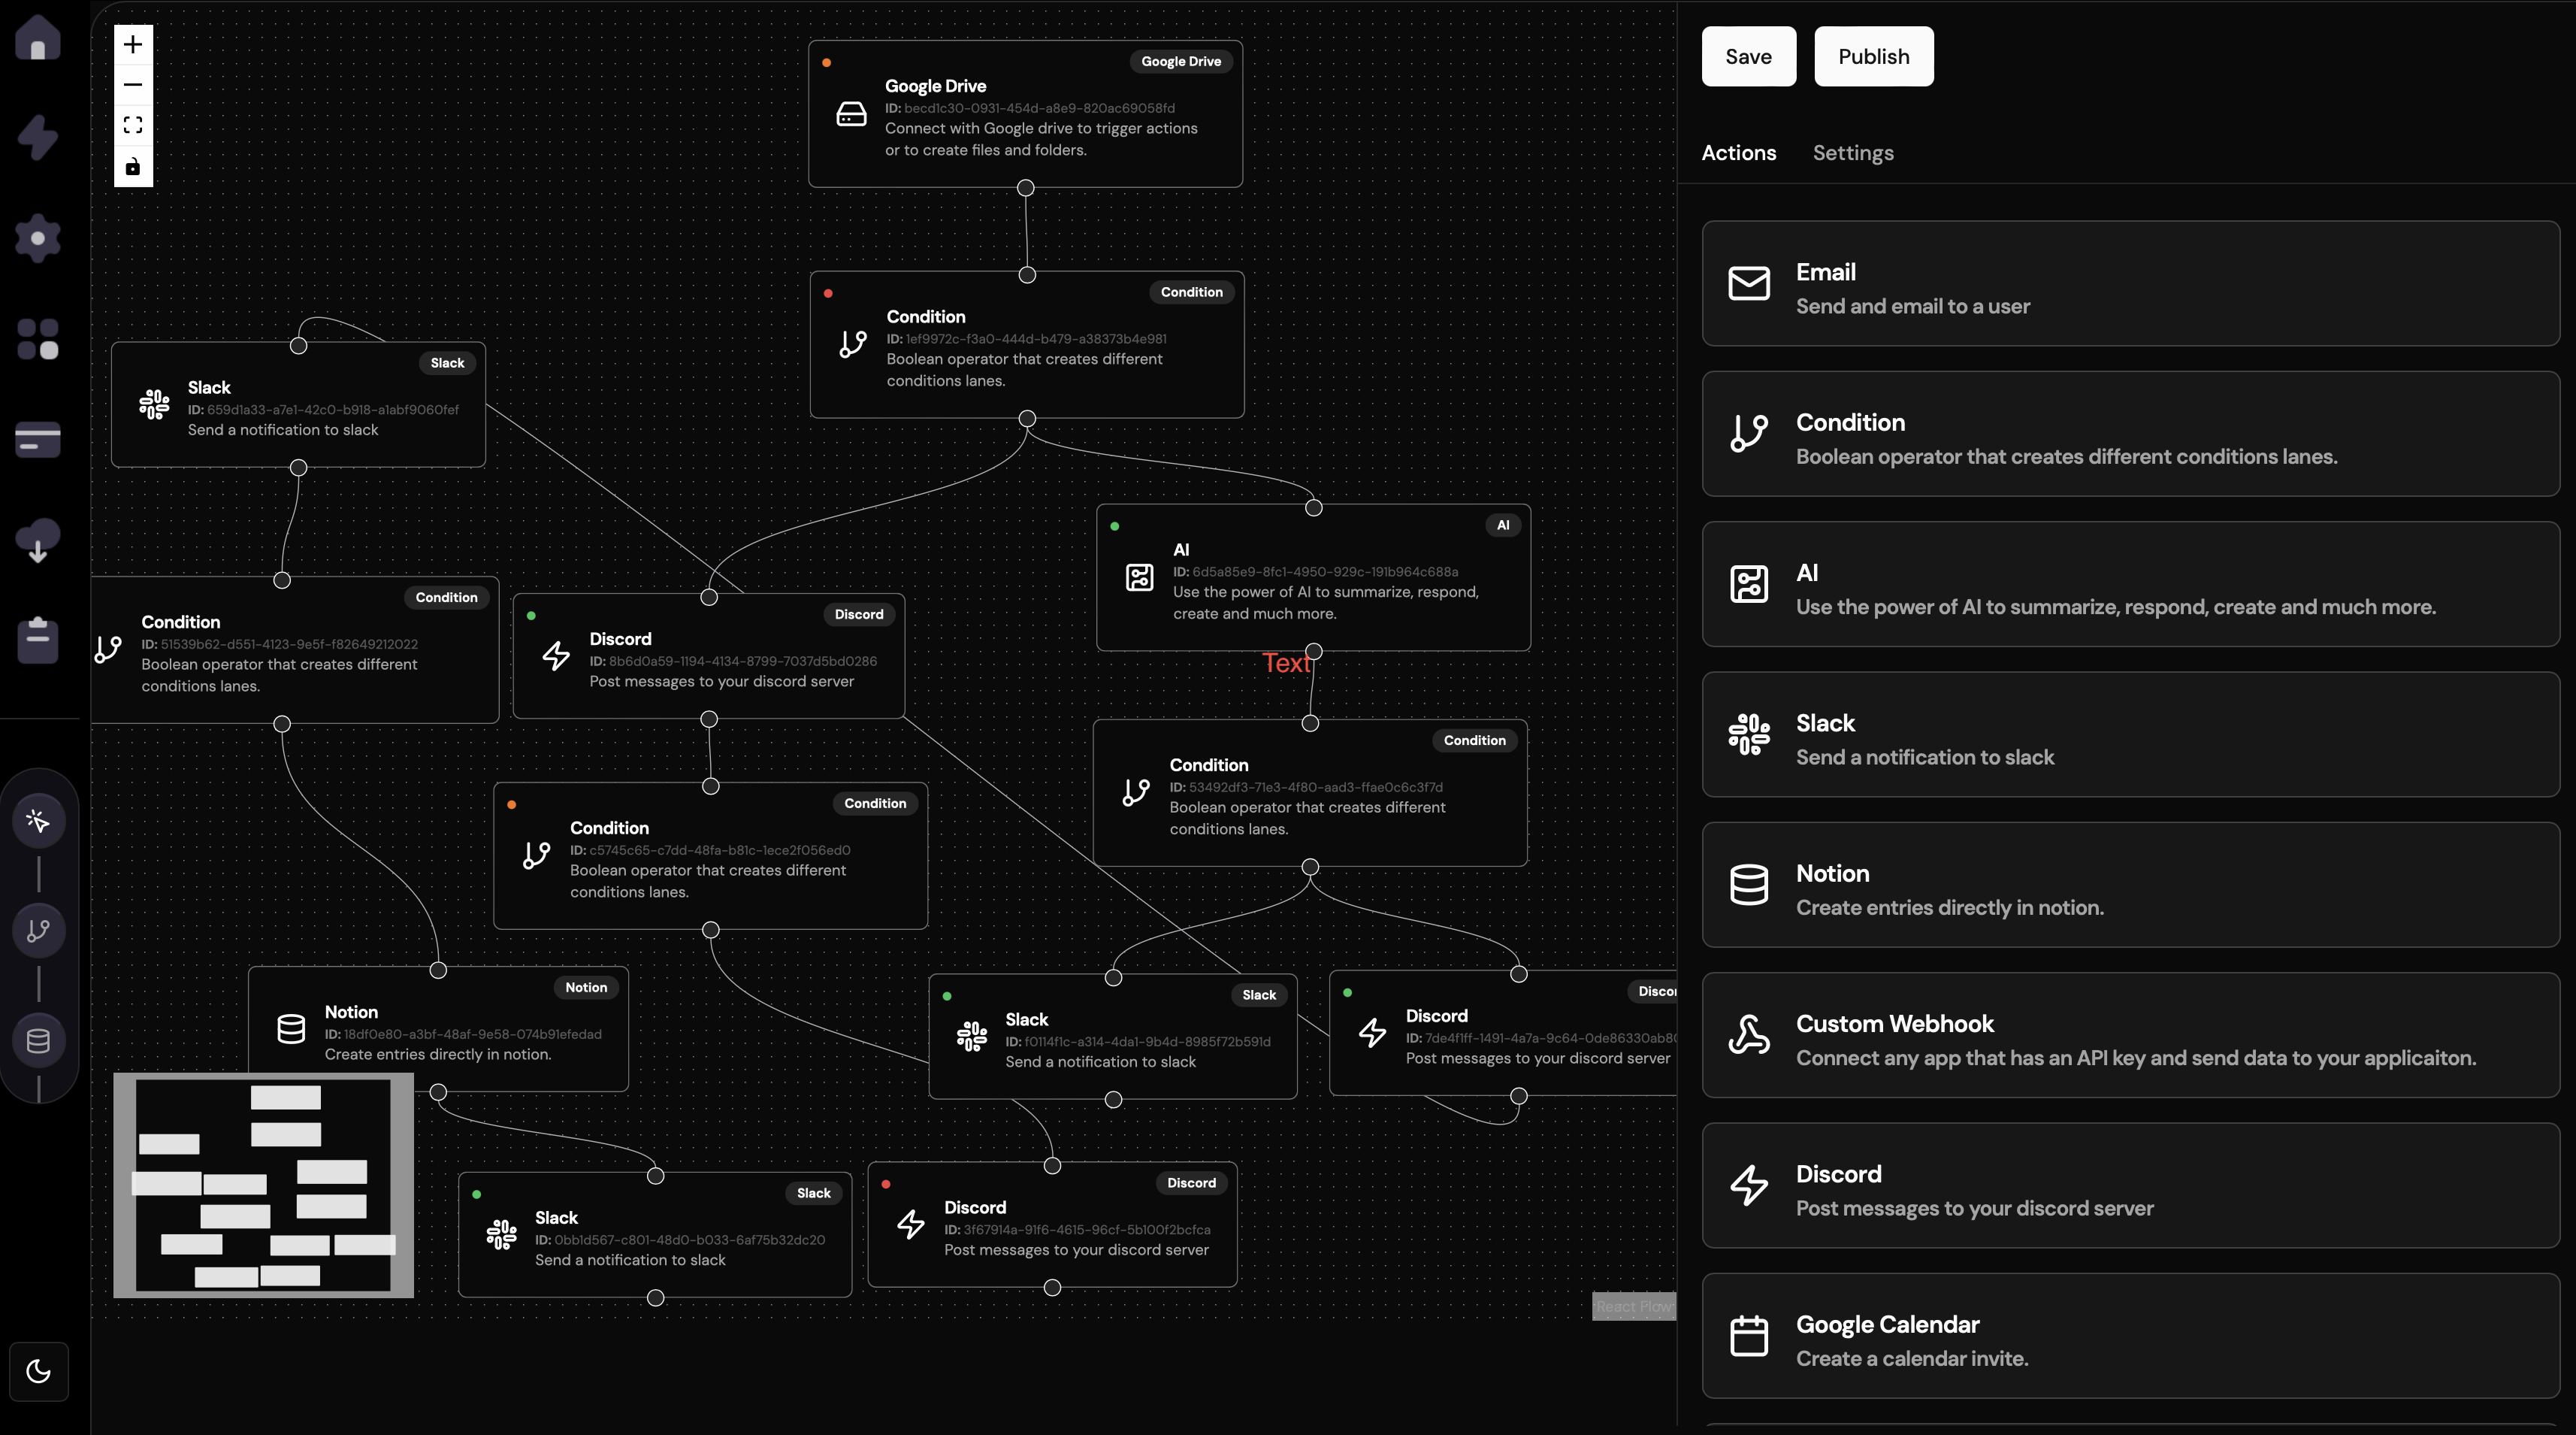 Google Drive
Google Drive
ID: becd1c30-0931-454d-a8e9-820ac69058fd
Connect with Google drive to trigger actions
or to create files and folders.
Condition
Condition
ID: 1ef9972c-f3a0-444d-b479-a38373b4e981
Boolean operator that creates different
conditions lanes.
Slack
Slack
ID: 659d1a33-a7e1-42c0-b918-a1abf9060fef
Send a notification to slack
AI
AI
ID: 6d5a85e9-8fc1-4950-929c-191b964c688a
Use the power of AI to summarize, respond,
create and much more.
Text
Condition
Condition
ID: 51539b62-d551-4123-9e5f-f82649212022
Boolean operator that creates different
conditions lanes.
Discord
Discord
ID: 8b6d0a59-1194-4134-8799-7037d5bd0286
Post messages to your discord server
Condition
Condition
ID: 53492df3-71e3-4f80-aad3-ffae0c6c3f7d
Boolean operator that creates different
conditions lanes.
Condition
Condition
ID: c5745c65-c7dd-48fa-b81c-1ece2f056ed0
Boolean operator that creates different
conditions lanes.
Notion
Notion
ID: 18df0e80-a3bf-48af-9e58-074b91efedad
Create entries directly in notion.
Slack
Slack
ID: f0114f1c-a314-4da1-9b4d-8985f72b591d
Send a notification to slack
Discor
Discord
ID: 7de4f1ff-1491-4a7a-9c64-0de86330ab8
Post messages to your discord server
Slack
Slack
ID: 0bb1d567-c801-48d0-b033-6af75b32dc20
Send a notification to slack
Discord
Discord
ID: 3f67914a-91f6-4615-96cf-5b100f2bcfca
Post messages to your discord server
React Flow
Save
Publish
Actions
Settings
Email
Send and email to a user
Condition
Boolean operator that creates different conditions lanes.
AI
Use the power of AI to summarize, respond, create and much more.
Slack
Send a notification to slack
Notion
Create entries directly in notion.
Custom Webhook
Connect any app that has an API key and send data to your applicaiton.
Discord
Post messages to your discord server
Google Calendar
Create a calendar invite.